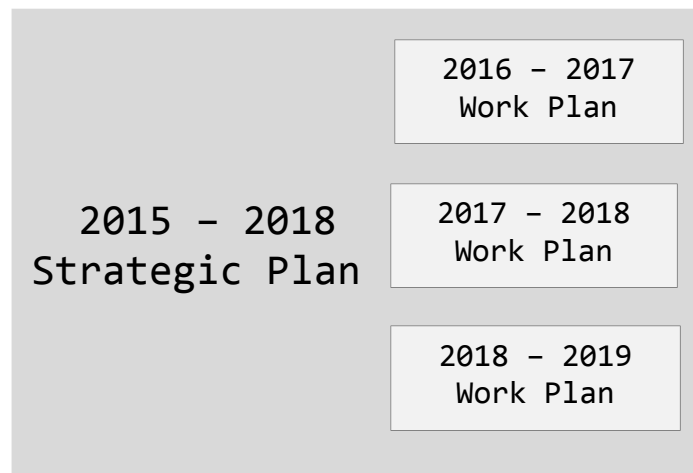 2015 – 2018
Strategic Plan
2016 – 2017
Work Plan
2017 – 2018
Work Plan
2018 – 2019
Work Plan